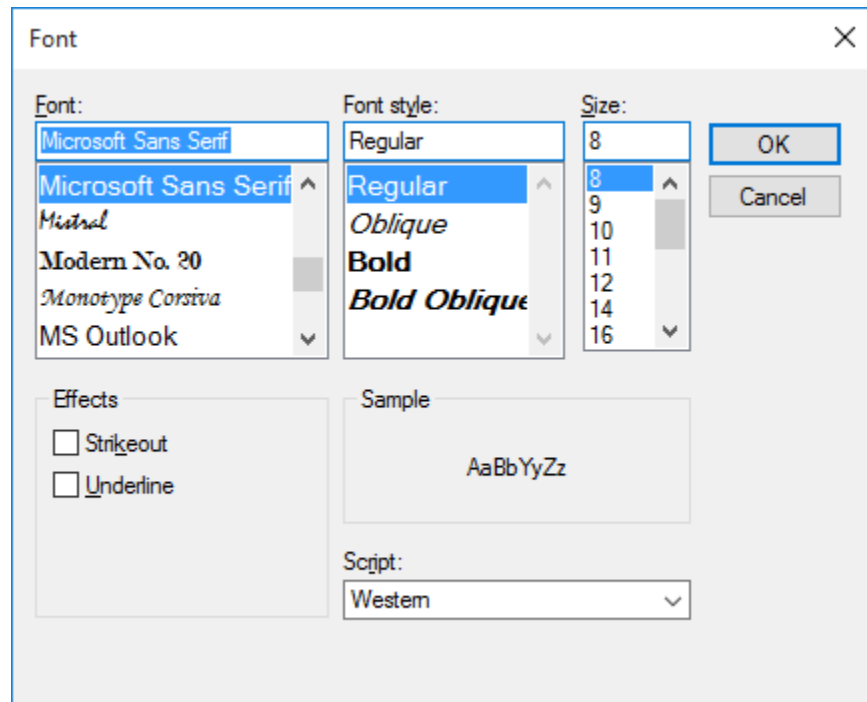 Font
Font:
Microsoft Sans Serif
Microsoft Sans Serif
Mistral
Modern No. 20
Monotype Corsiva
MS Outlook
Font style:
Regular
Regular
Oblique
Bold
Bold Oblique
Size:
8
8
9
10
11
12
14
16
OK
Cancel
Effects
Strikeout
Underline
Sample
AaBbYyZz
Script:
Western